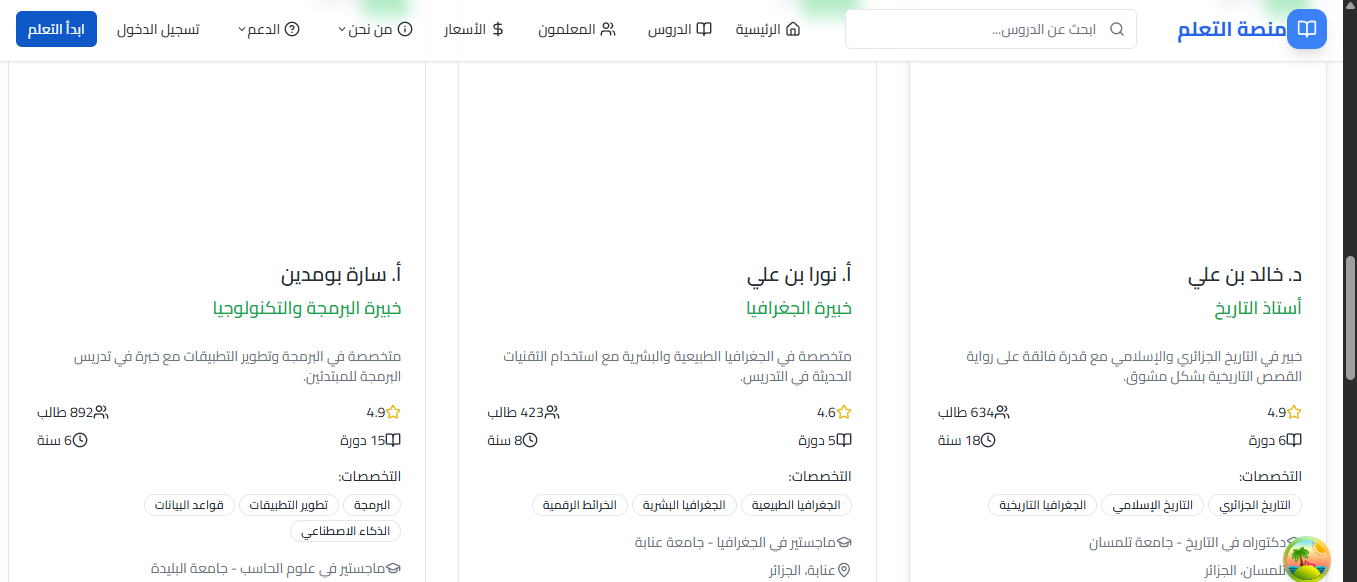 منصة التعلم
ابحث عن الدروس...
الرئيسية
الدروس
المعلمون
الأسعار
من نحن
الدعم
تسجيل الدخول
ابدأ التعلم
د. خالد بن علي
أستاذ التاريخ
خبير في التاريخ الجزائري والإسلامي مع قدرة فائقة على رواية
القصص التاريخية بشكل مشوق.
4.9
634 طالب
6 دورة
18 سنة
التخصصات:
التاريخ الجزائري
التاريخ الإسلامي
الجغرافيا التاريخية
دكتوراه في التاريخ - جامعة تلمسان
تلمسان، الجزائر
أ. نورا بن علي
خبيرة الجغرافيا
متخصصة في الجغرافيا الطبيعية والبشرية مع استخدام التقنيات
الحديثة في التدريس.
4.6
423 طالب
5 دورة
8 سنة
التخصصات:
الجغرافيا الطبيعية
الجغرافيا البشرية
الخرائط الرقمية
ماجستير في الجغرافيا - جامعة عنابة
عنابة، الجزائر
أ. سارة بومدين
خبيرة البرمجة والتكنولوجيا
متخصصة في البرمجة وتطوير التطبيقات مع خبرة في تدريس
البرمجة للمبتدئين.
4.9
892 طالب
15 دورة
6 سنة
التخصصات:
البرمجة
تطوير التطبيقات
قواعد البيانات
الذكاء الاصطناعي
ماجستير في علوم الحاسب - جامعة البليدة